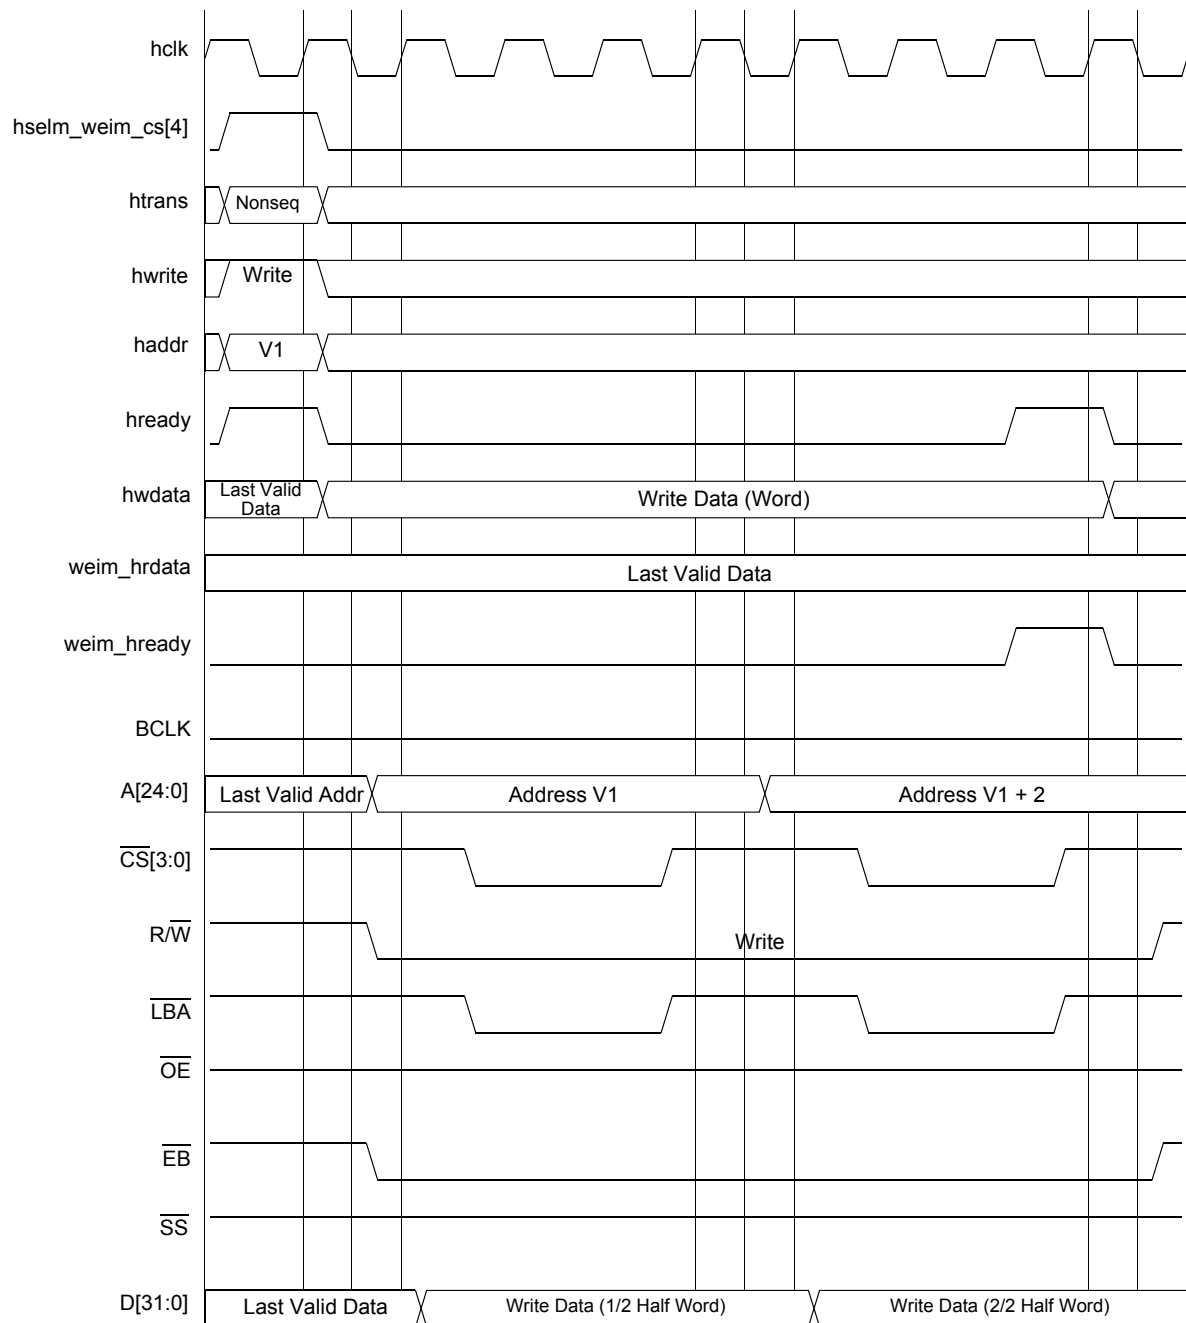 hclk
hselm_weim_cs[4]
htrans
Nonseq
hwrite
Write
haddr
V1
hready
hwdata
Last Valid
Data
Write Data (Word)
weim_hrdata
Last Valid Data
weim_hready
BCLK
A[24:0]
Last Valid Addr
Address V1
Address V1 + 2
CS[3:0]
R/W
Write
LBA
OE
EB
SS
D[31:0]
Last Valid Data
Write Data (1/2 Half Word)
Write Data (2/2 Half Word)